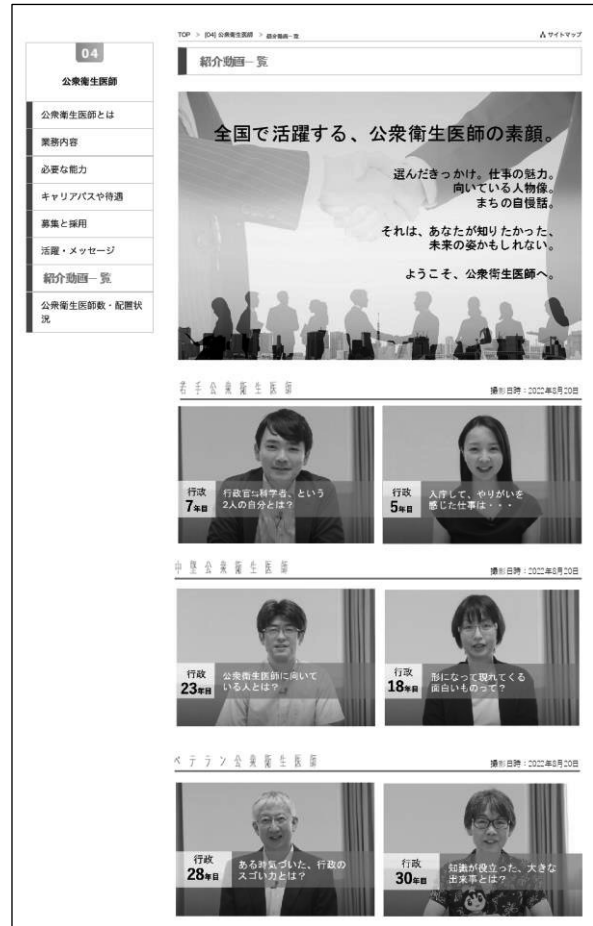 TOP > [04] 公衆衛生医師 > 紹介動画一覧
サイトマップ
04
公衆衛生医師
公衆衛生医師とは
業務内容
必要な能力
キャリアパスや待遇
募集と採用
活躍・メッセージ
紹介動画一覧
公衆衛生医師数・配置状
況
紹介動画一覧
全国で活躍する、公衆衛生医師の素顔。
選んだきっかけ。仕事の魅力。
向いている人物像。
まちの自慢話。
それは、あなたが知りたかった、
未来の姿かもしれない。
ようこそ、公衆衛生医師へ。
若手公衆衛生医師
撮影日時：2022年8月20日
行政
7年目
行政官⇆科学者、という
2人の自分とは？
行政
5年目
入庁して、やりがいを
感じた仕事は・・・
中堅公衆衛生医師
撮影日時：2022年8月20日
行政
23年目
公衆衛生医師に向いて
いる人とは？
行政
18年目
形になって現れてくる
面白いものって？
ベテラン公衆衛生医師
撮影日時：2022年8月20日
行政
28年目
ある時気づいた、行政の
スゴい力とは？
行政
30年目
知識が役立った、大きな
出来事とは？